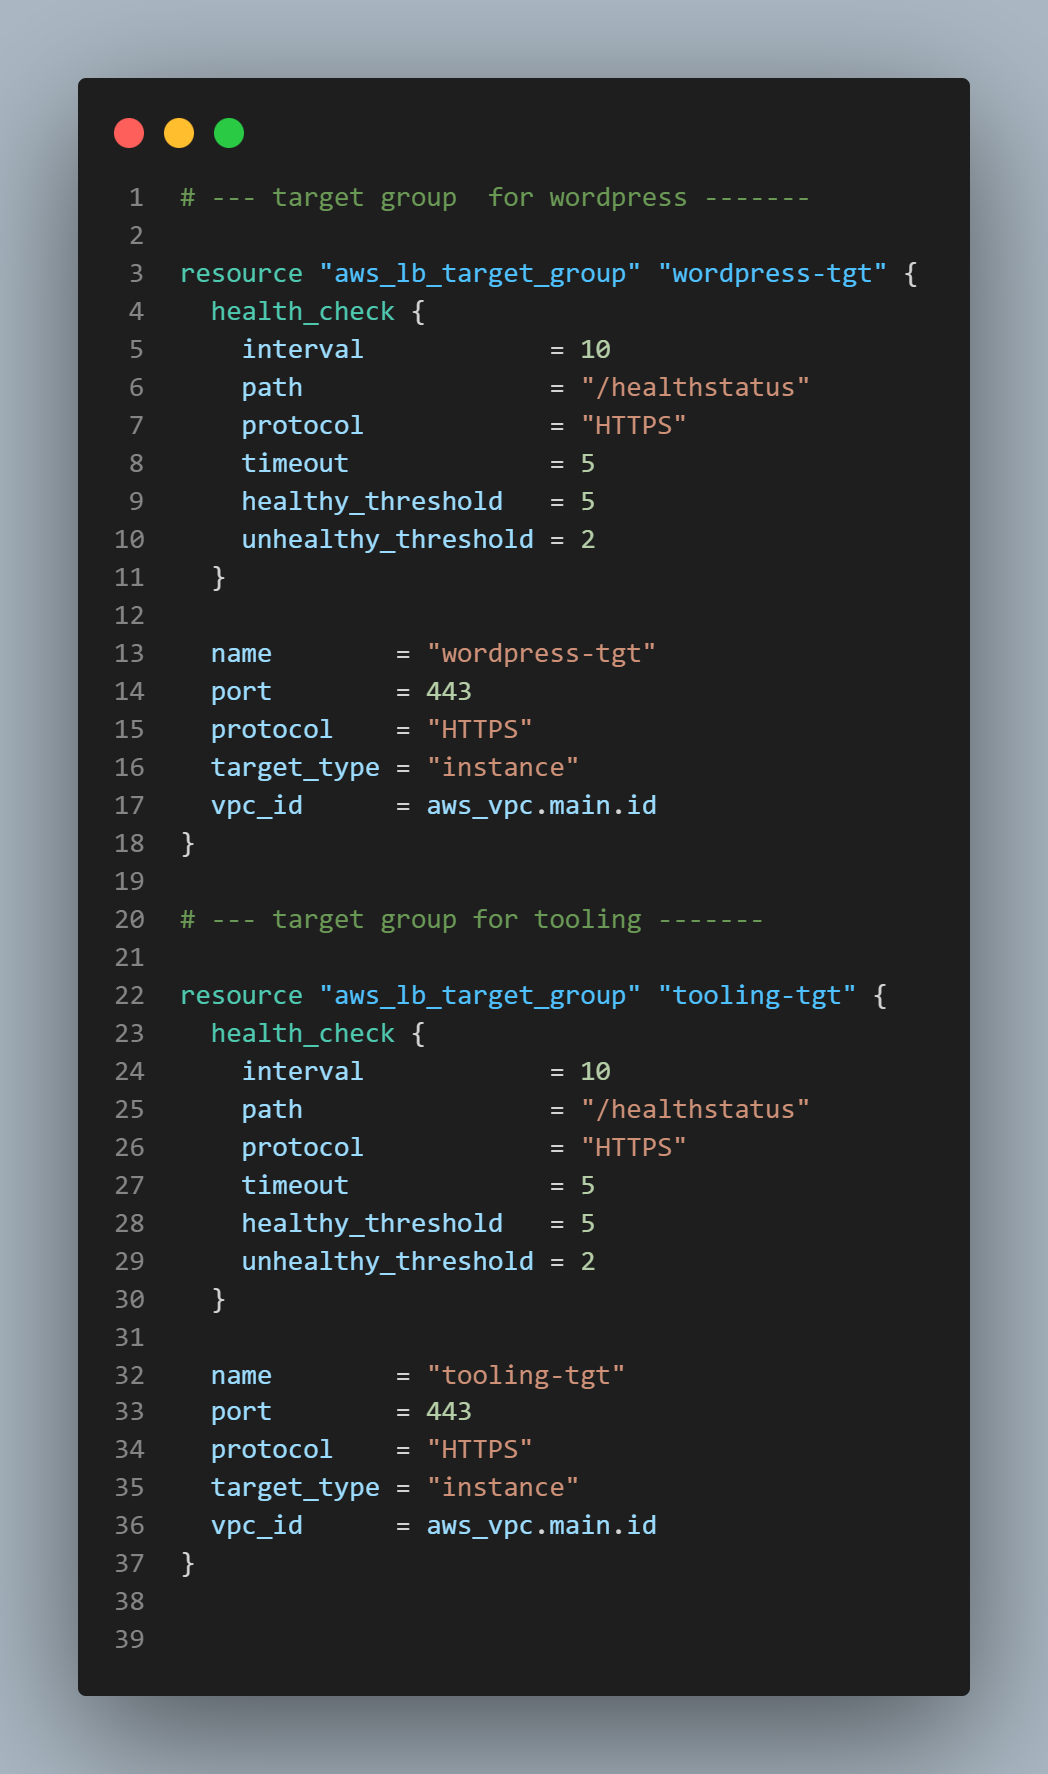 1 # --- target group  for wordpress -------
2
3 resource "aws_lb_target_group" "wordpress-tgt" {
4   health_check {
5     interval            = 10
6     path                = "/healthstatus"
7     protocol            = "HTTPS"
8     timeout             = 5
9     healthy_threshold   = 5
10     unhealthy_threshold = 2
11   }
12
13   name        = "wordpress-tgt"
14   port        = 443
15   protocol    = "HTTPS"
16   target_type = "instance"
17   vpc_id      = aws_vpc.main.id
18 }
19
20 # --- target group for tooling -------
21
22 resource "aws_lb_target_group" "tooling-tgt" {
23   health_check {
24     interval            = 10
25     path                = "/healthstatus"
26     protocol            = "HTTPS"
27     timeout             = 5
28     healthy_threshold   = 5
29     unhealthy_threshold = 2
30   }
31
32   name        = "tooling-tgt"
33   port        = 443
34   protocol    = "HTTPS"
35   target_type = "instance"
36   vpc_id      = aws_vpc.main.id
37 }
38
39